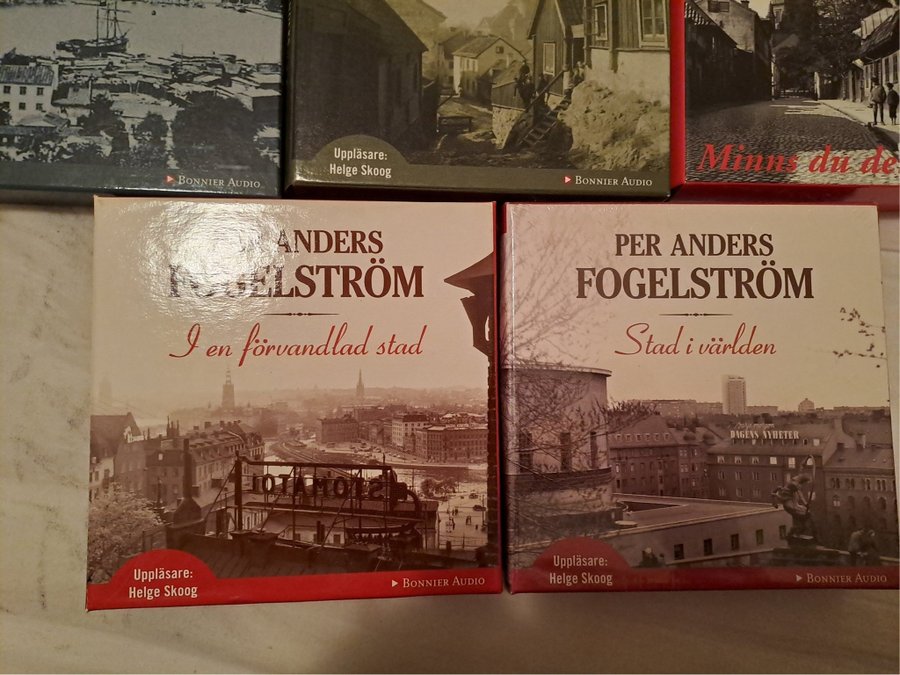 BONNIER AUDIO
Uppläsare:
Helge Skoog
BONNIER AUDIO
Minns du de
ANDERS
FOGELSTRÖM
I en förvandlad stad
STOMATOL
Uppläsare:
Helge Skoog
BONNIER AUDIO
PER ANDERS
FOGELSTRÖM
Stad i världen
DAGENS NYHETER
Uppläsare:
Helge Skoog
BONNIER AUDIO